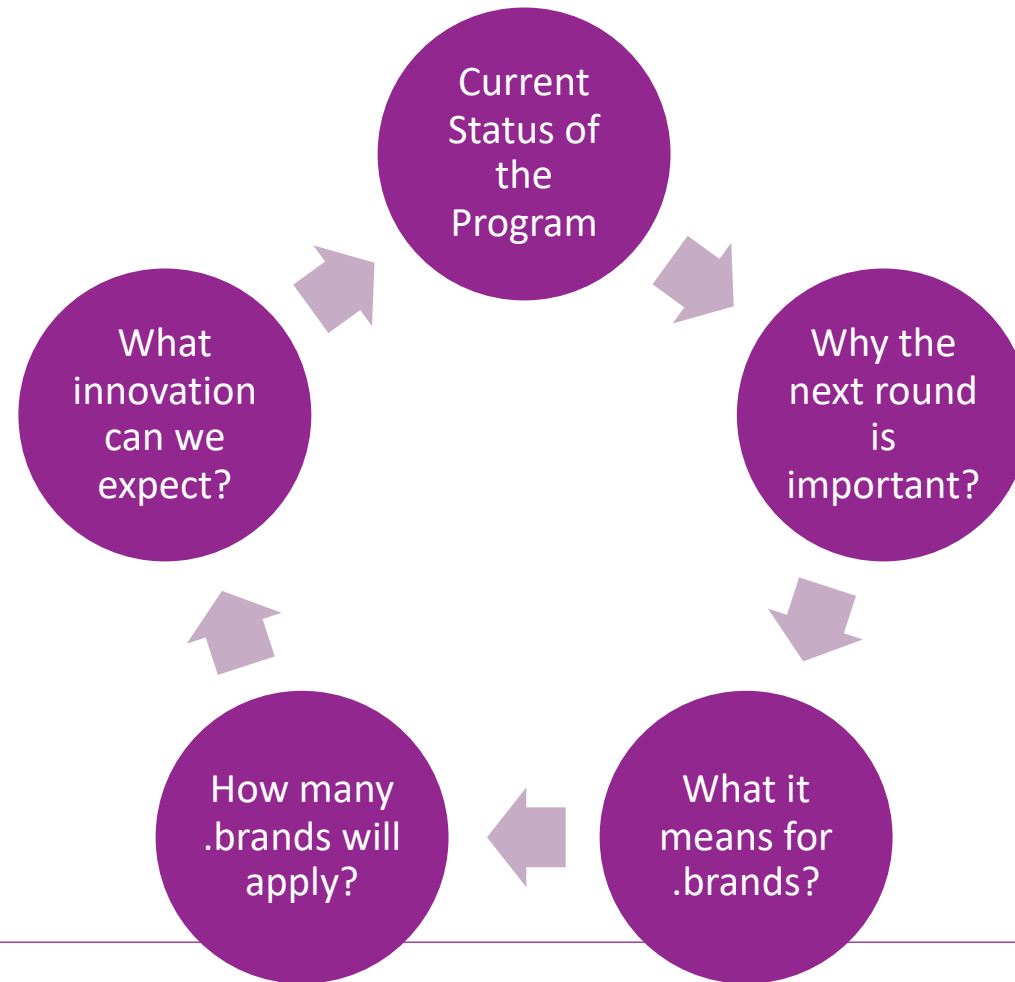 Current
Status of
the
Program
Why the
next round
is
important?
What it
means for
.brands?
How many
.brands will
apply?
What
innovation
can we
expect?